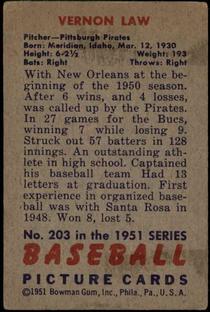 VERNON LAW
Pitcher—Pittsburgh Pirates
Born: Meridian, Idaho, Mar. 12, 1930
Height: 6-2½ Weight: 193
Bats: Right Throws: Right
With New Orleans at the be-
ginning of the 1950 season.
After 6 wins, and 4 losses,
was called up by the Pirates.
In 27 games for the Bucs,
winning 7 while losing 9.
Struck out 57 batters in 128
innings. An outstanding ath-
lete in high school. Captained
his baseball team Had 13
letters at graduation. First
experience in organized base-
ball was with Santa Rosa in
1948. Won 8, lost 5.
No. 203 in the 1951 SERIES
BASEBALL
PICTURE CARDS
©1951 Bowman Gum, Inc., Phila., Pa., U. S. A.